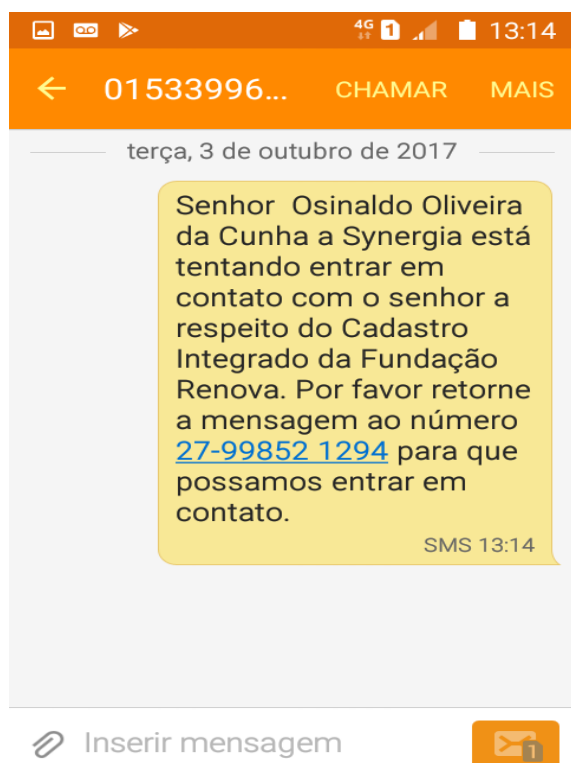 4G 1 13:14
01533996... CHAMAR MAIS
terça, 3 de outubro de 2017
Senhor Osinaldo Oliveira
da Cunha a Synergia está
tentando entrar em
contato com o senhor a
respeito do Cadastro
Integrado da Fundação
Renova. Por favor retorne
a mensagem ao número
27-99852 1294 para que
possamos entrar em
contato.
SMS 13:14
Inserir mensagem
1